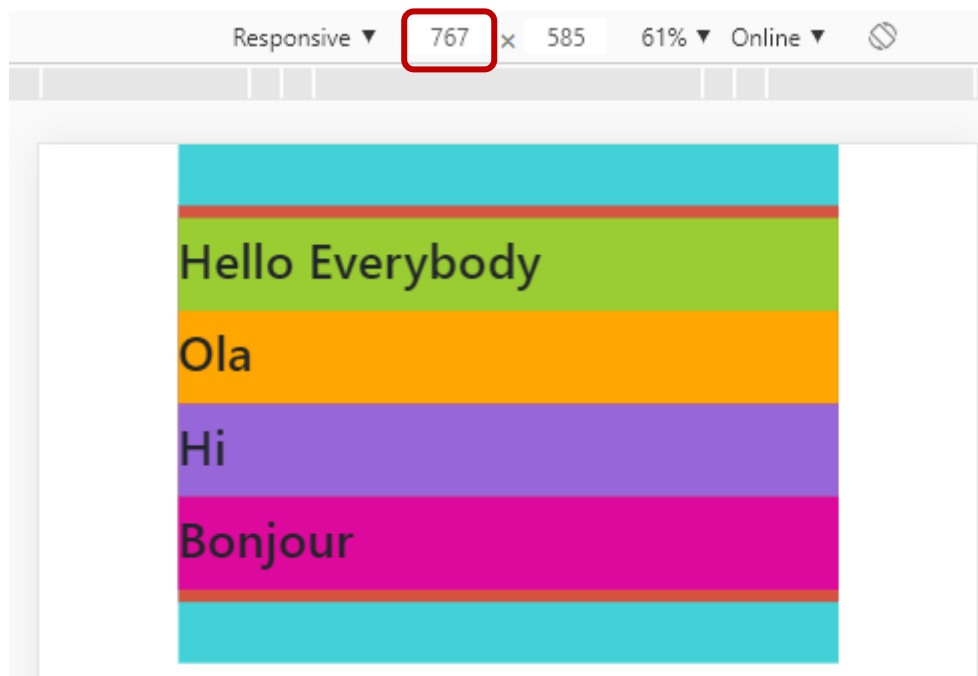 Responsive ▼ 767 × 585 61% ▼ Online ▼
Hello Everybody
Ola
Hi
Bonjour